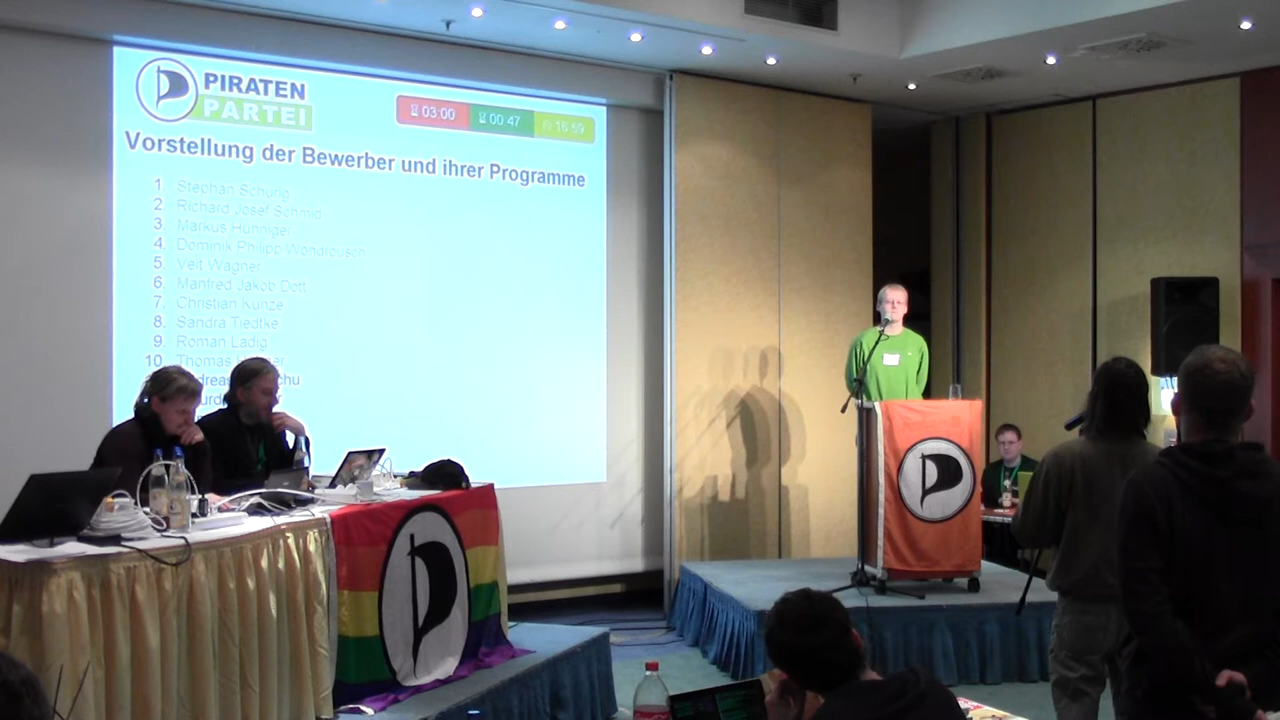 PIRATEN
PARTEI
03:00 00:47 16:59
Vorstellung der Bewerber und ihrer Programme
1. Stephan Schurig
2. Richard Josef Schmid
3. Markus Hühniger
4. Dominik Philipp Wondrousch
5. Veit Wagner
6. Manfred Jakob Dott
7. Christian Kunze
8. Sandra Tiedtke
9. Roman Ladig
10. Thomas